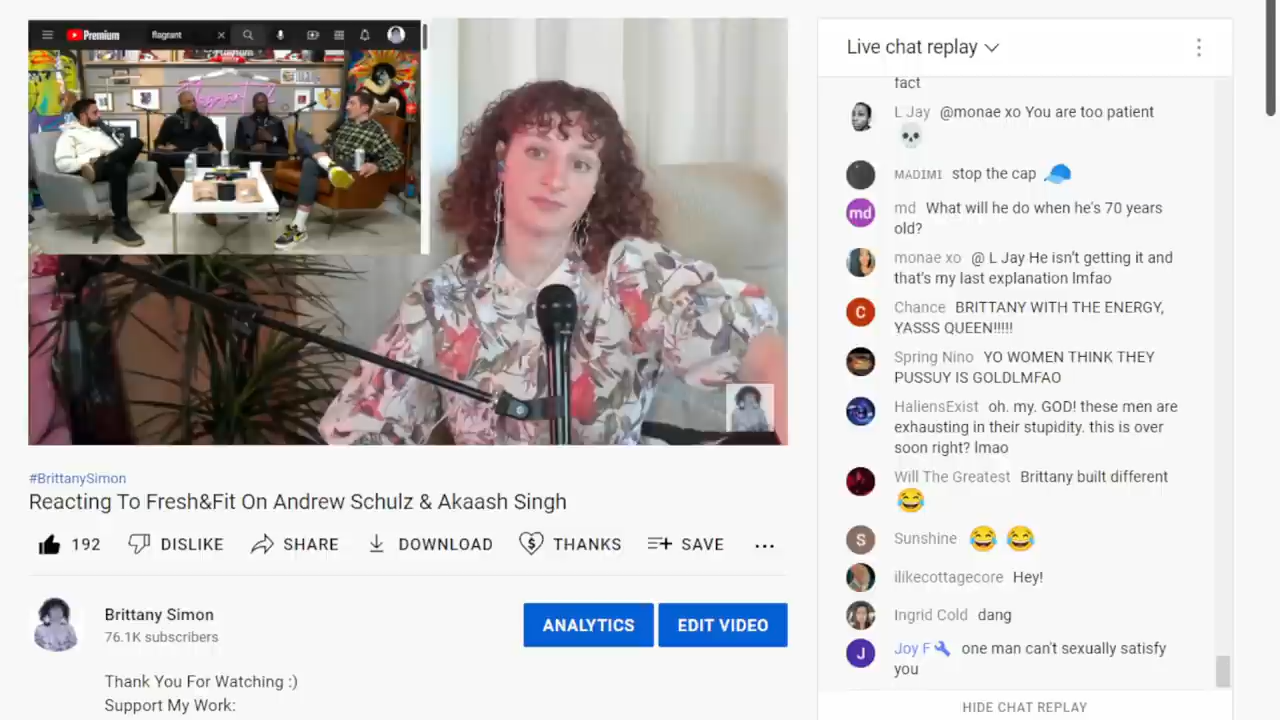 Premium
flagrant
#BrittanySimon
Reacting To Fresh&Fit On Andrew Schulz & Akaash Singh
192
DISLIKE
SHARE
DOWNLOAD
THANKS
SAVE
Brittany Simon
76.1K subscribers
ANALYTICS
EDIT VIDEO
Thank You For Watching :)
Support My Work:
Live chat replay
fact
L Jay @monae xo You are too patient
MADIMI stop the cap
md
md What will he do when he's 70 years
old?
monae xo @ L Jay He isn't getting it and
that's my last explanation lmfao
C
Chance BRITTANY WITH THE ENERGY,
YASSS QUEEN!!!!!
Spring Nino YO WOMEN THINK THEY
PUSSUY IS GOLDLMFAO
HaliensExist oh. my. GOD! these men are
exhausting in their stupidity. this is over
soon right? lmao
Will The Greatest Brittany built different
S
Sunshine
ilikecottagecore Hey!
Ingrid Cold dang
J
Joy F one man can't sexually satisfy
you
HIDE CHAT REPLAY